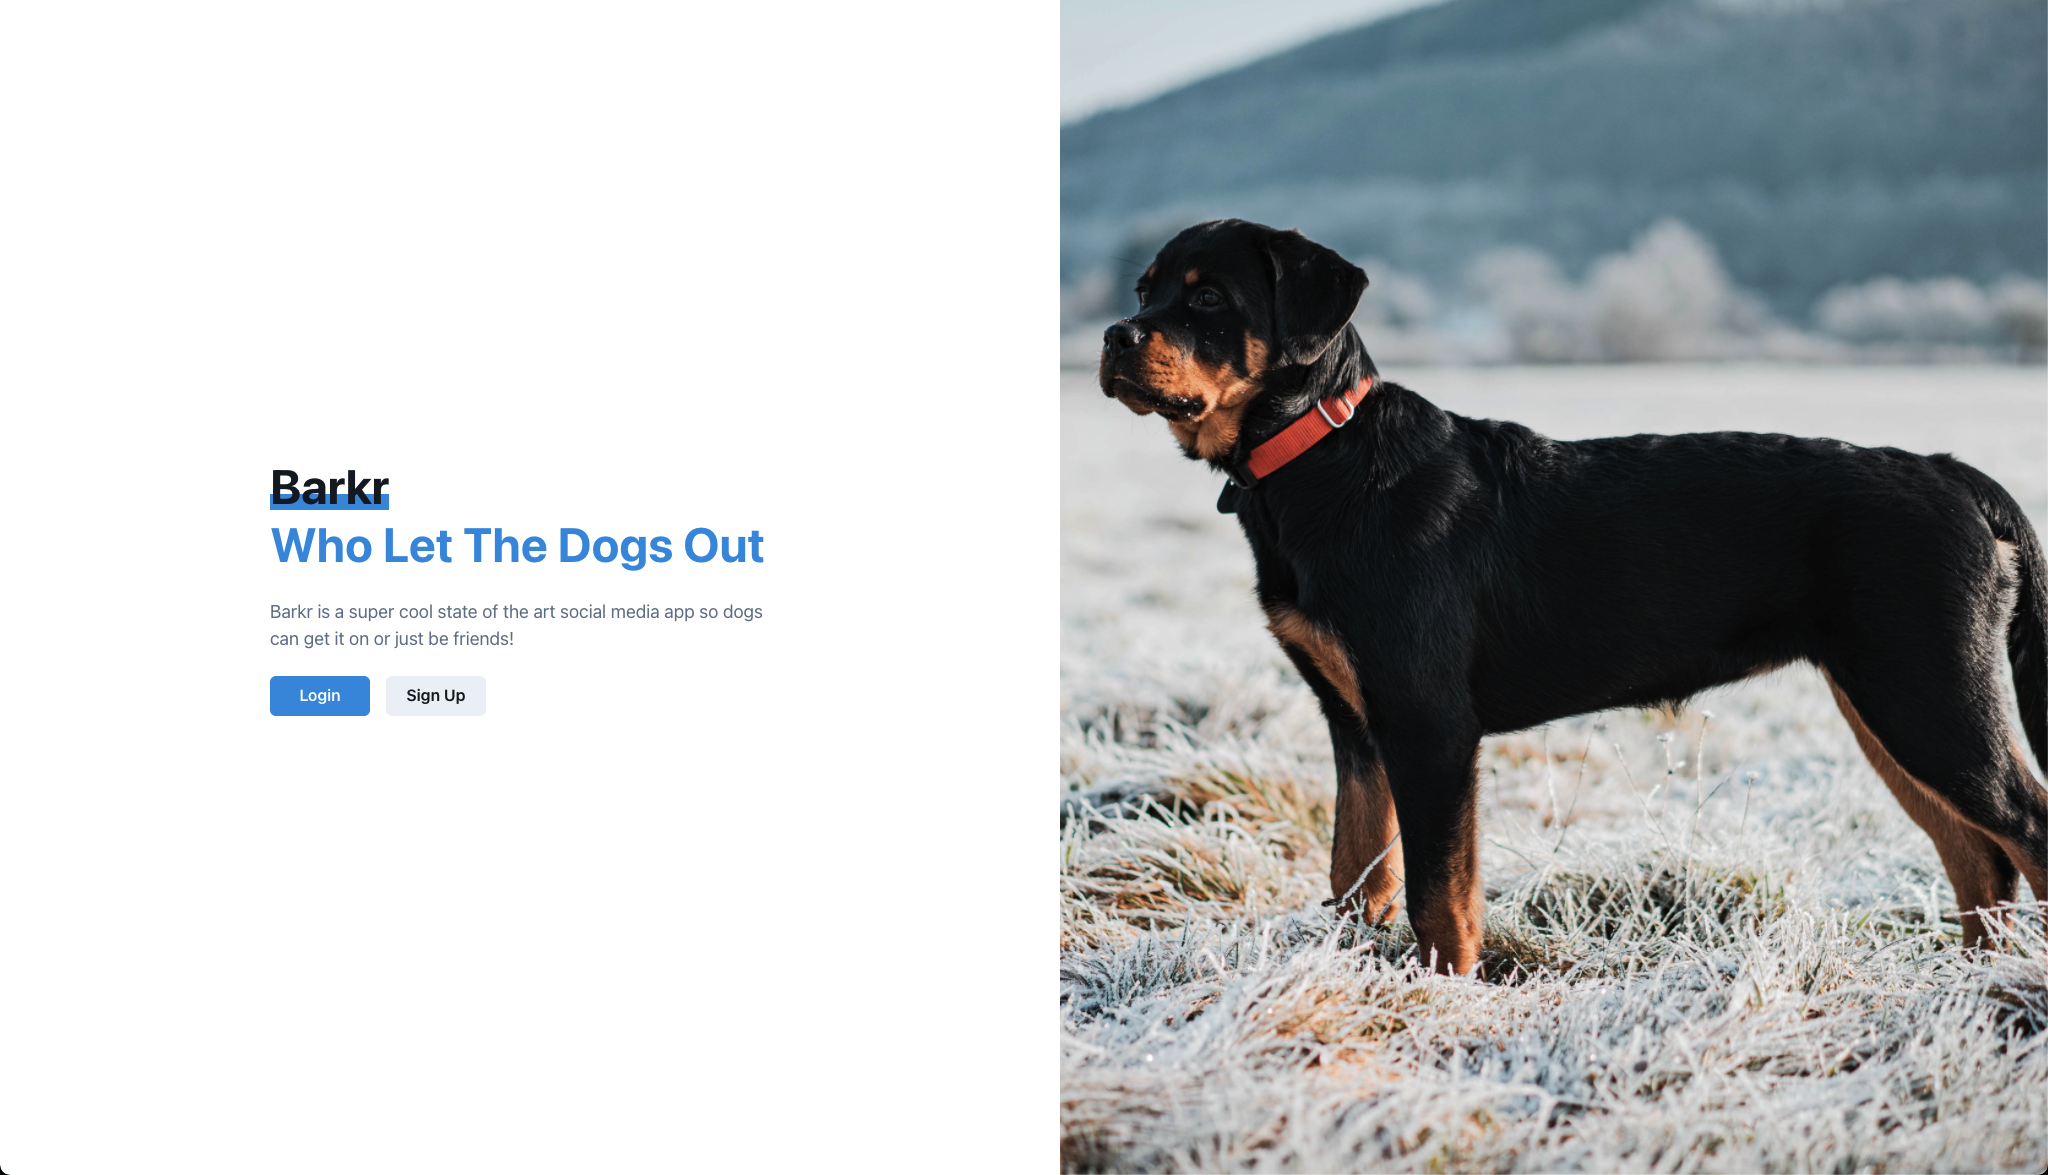 Barkr
Who Let The Dogs Out
Barkr is a super cool state of the art social media app so dogs
can get it on or just be friends!
Login
Sign Up